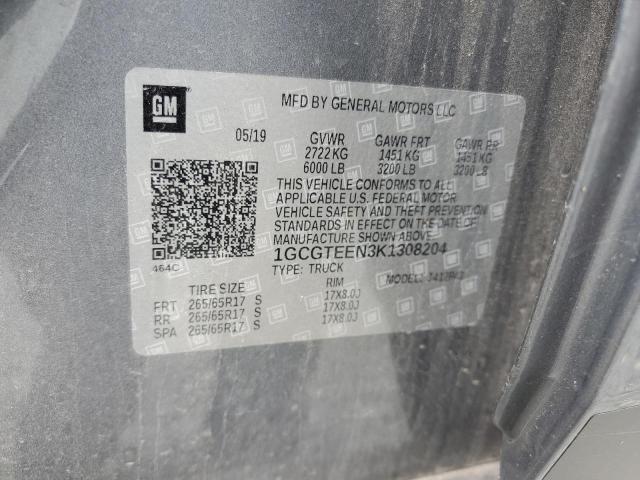 GM
MFD BY GENERAL MOTORS LLC
05/19 GVWR GAWR FRT GAWR RR
2722 KG 1451 KG 1451 KG
6000 LB 3200 LB 3200 LB
THIS VEHICLE CONFORMS TO ALL
APPLICABLE U.S. FEDERAL MOTOR
VEHICLE SAFETY AND THEFT PREVENTION
STANDARDS IN EFFECT ON THE DATE OF
MANUFACTURE SHOWN ABOVE.
464C 1GCGTEEN3K1308204
TYPE: TRUCK MODEL:
TIRE SIZE RIM
FRT 265/65R17 S 17X8.0J
RR 265/65R17 S 17X8.0J
SPA 265/65R17 S 17X8.0J